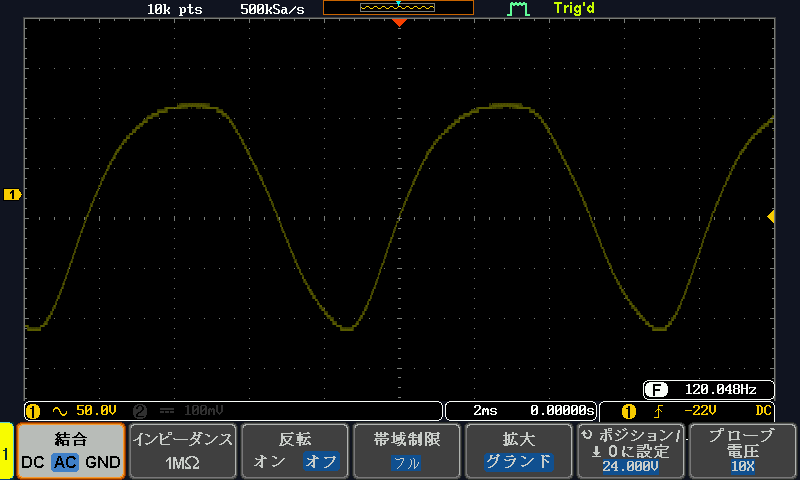 10k pts 500kSa/s Trig'd
1
F 120.048Hz
1 50.0V 2 100mV 2ms 0.00000s 1 -22V DC
1
結合
DC AC GND
インピーダンス
1MΩ
反転
オン オフ
帯域制限
フル
拡大
グランド
ポジション/
0に設定
24.000V
プローブ
電圧
10X